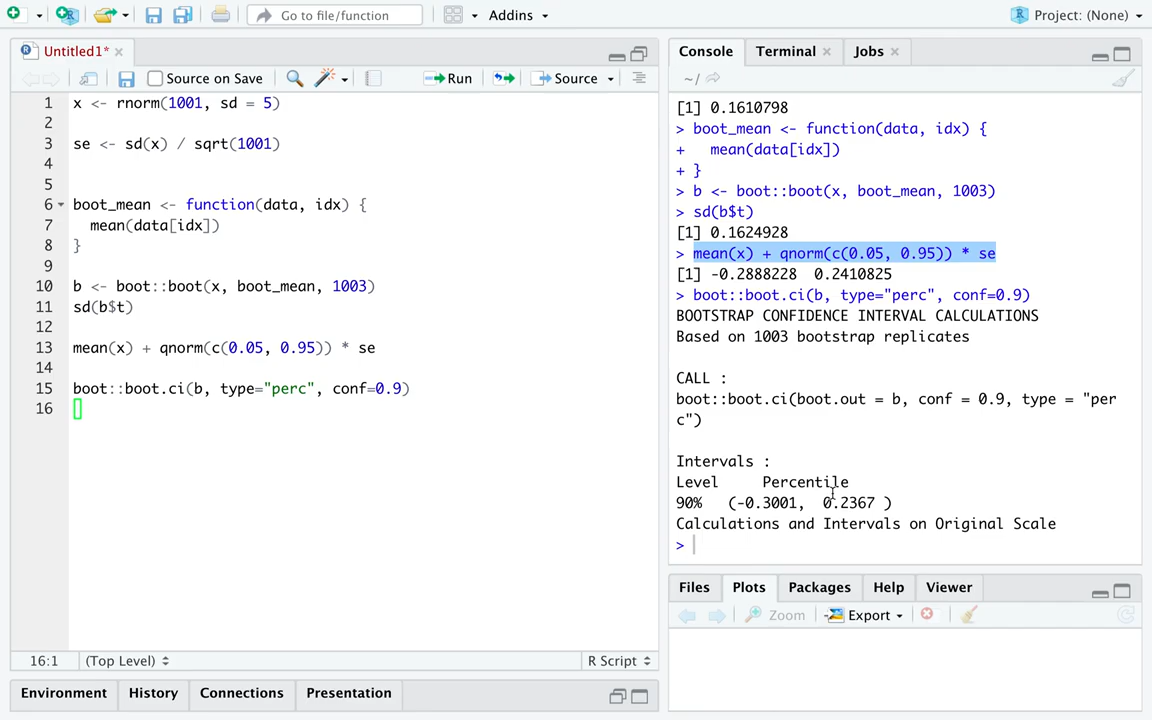 Go to file/function
Addins
Project: (None)
Untitled1*
Source on Save
Run
Source
1 x <- rnorm(1001, sd = 5)
2
3 se <- sd(x) / sqrt(1001)
4
5
6 boot_mean <- function(data, idx) {
7   mean(data[idx])
8 }
9
10 b <- boot::boot(x, boot_mean, 1003)
11 sd(b$t)
12
13 mean(x) + qnorm(c(0.05, 0.95)) * se
14
15 boot::boot.ci(b, type="perc", conf=0.9)
16
16:1
(Top Level)
R Script
Environment
History
Connections
Presentation
Console
Terminal
Jobs
~/
[1] 0.1610798
> boot_mean <- function(data, idx) {
+   mean(data[idx])
+ }
> b <- boot::boot(x, boot_mean, 1003)
> sd(b$t)
[1] 0.1624928
> mean(x) + qnorm(c(0.05, 0.95)) * se
[1] -0.2888228  0.2410825
> boot::boot.ci(b, type="perc", conf=0.9)
BOOTSTRAP CONFIDENCE INTERVAL CALCULATIONS
Based on 1003 bootstrap replicates
CALL :
boot::boot.ci(boot.out = b, conf = 0.9, type = "per
c")
Intervals :
Level     Percentile
90%   (-0.3001,  0.2367 )
Calculations and Intervals on Original Scale
>
Files
Plots
Packages
Help
Viewer
Zoom
Export